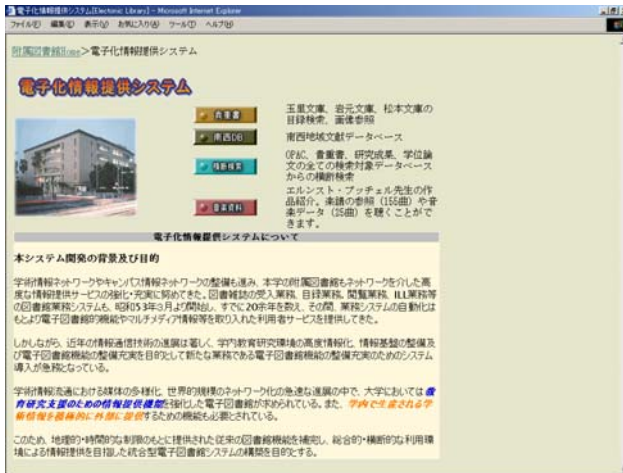 電子化情報提供システム[Electronic Library] - Microsoft Internet Explorer
ファイル(F) 編集(E) 表示(V) お気に入り(A) ツール(T) ヘルプ(H)
附属図書館Home>電子化情報提供システム
電子化情報提供システム
貴重書
玉里文庫、岩元文庫、松本文庫の
目録検索、画像参照
南西DB
南西地域文献データベース
横断検索
OPAC、貴重書、研究成果、学位論
文の全ての検索対象データベース
からの横断検索
音楽資料
エルンスト・プッチェル先生の作
品紹介。楽譜の参照（155曲）や音
楽データ（25曲）を聴くことがで
きます。
電子化情報提供システムについて
本システム開発の背景及び目的
学術情報ネットワークやキャンパス情報ネットワークの整備も進み、本学の附属図書館もネットワークを介した高
度な情報提供サービスの強化・充実に努めてきた。図書雑誌の受入業務、目録業務、閲覧業務、ILL業務等
の図書館業務システムも、昭和53年3月より開始し、すでに20余年を数え、その間、業務システムの自動化は
もとより電子図書館的機能やマルチメディア情報等を取り入れた利用者サービスを提供してきた。
しかしながら、近年の情報通信技術の進展は著しく、学内教育研究環境の高度情報化、情報基盤の整備及
び電子図書館機能の整備充実を目的として新たな業務である電子図書館機能の整備充実のためのシステム
導入が急務となっている。
学術情報流通における媒体の多様化、世界的規模のネットワーク化の急速な進展の中で、大学においては教
育研究支援のための情報提供機能を強化した電子図書館が求められている。また、学内で生産される学
術情報を積極的に外部に提供するための機能も必要とされている。
このため、地理的・時間的な制限のもとに提供された従来の図書館機能を補完し、総合的・横断的な利用環
境による情報提供を目指した統合型電子図書館システムの構築を目的とする。